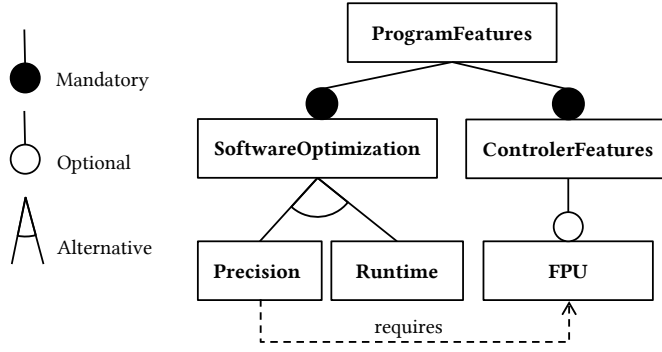 ProgramFeatures
Mandatory
SoftwareOptimization
ControlerFeatures
Optional
Alternative
Precision
Runtime
FPU
requires